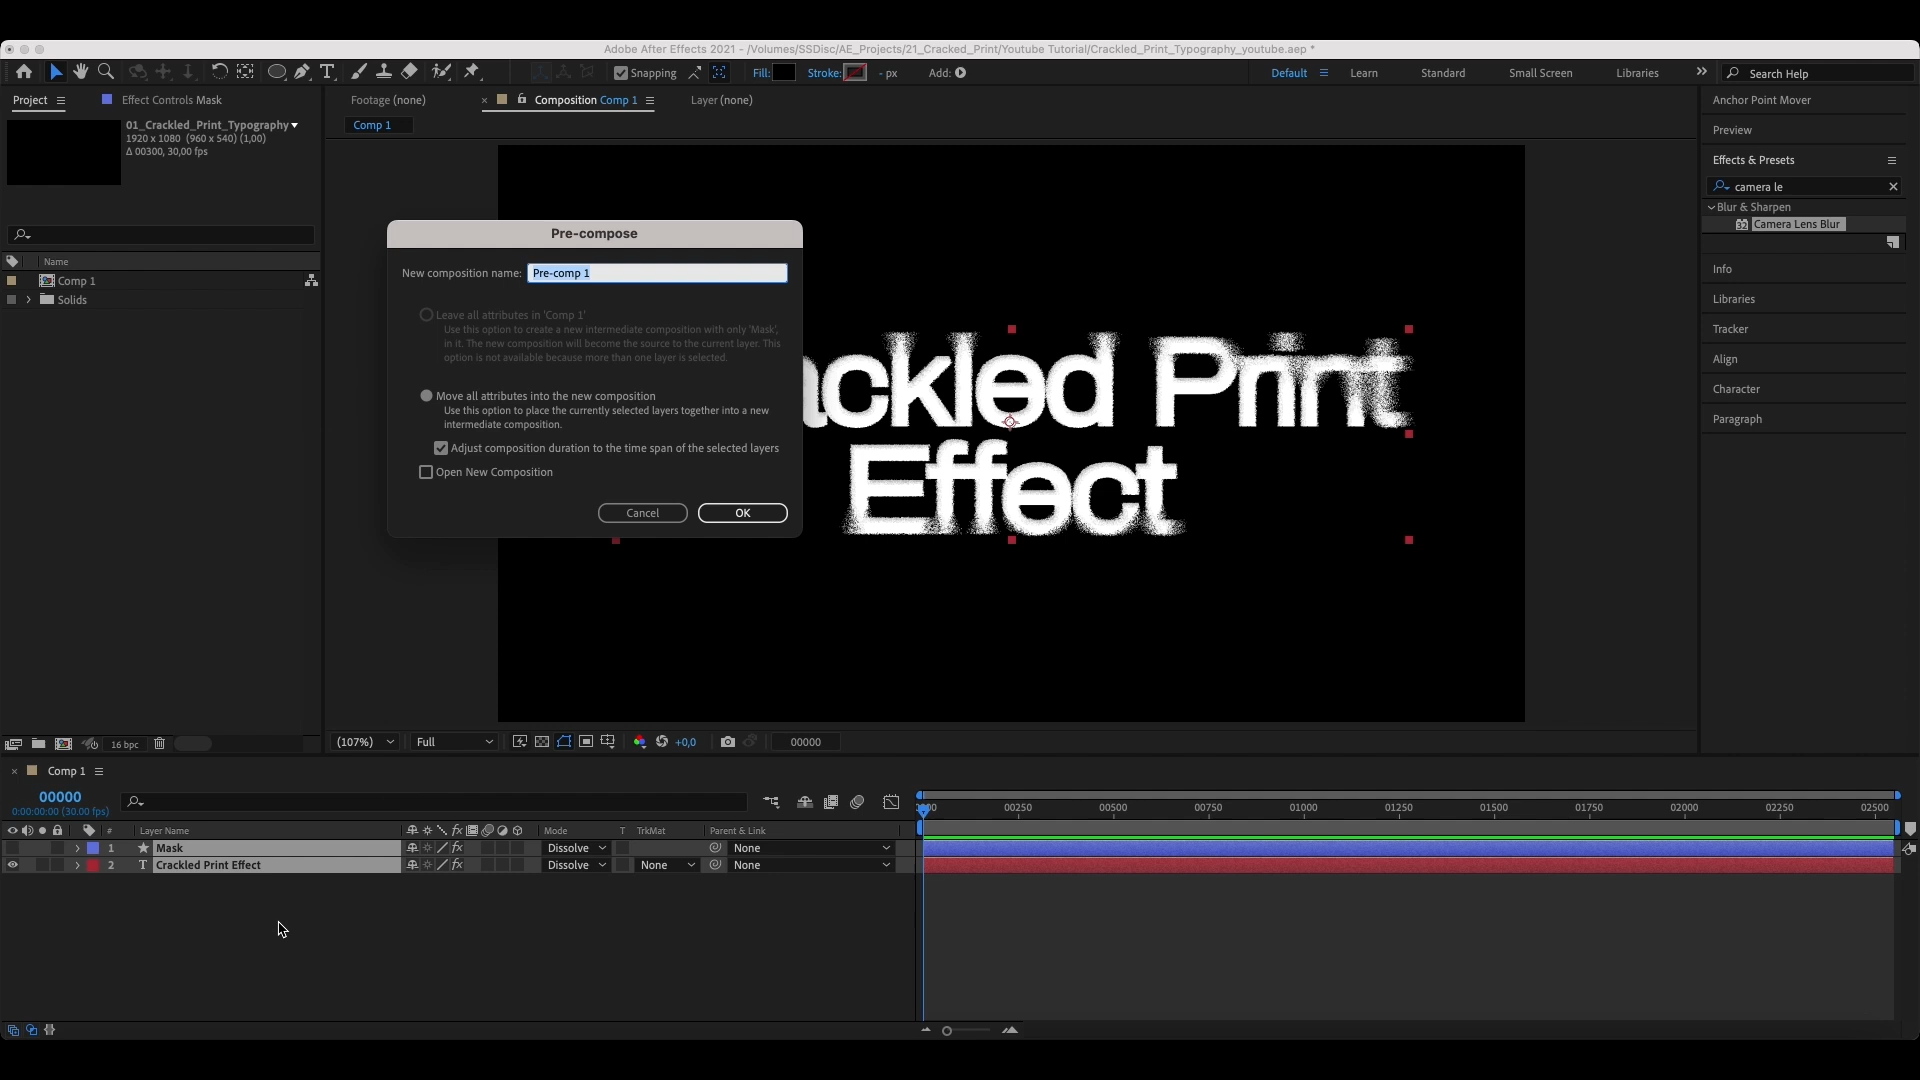 Adobe After Effects 2021 - /Volumes/SSDisc/AE_Projects/21_Cracked_Print/Youtube Tutorial/Crackled_Print_Typography_youtube.aep *
Snapping
Fill:
Stroke:
- px
Add:
Default
Learn
Standard
Small Screen
Libraries
Search Help
Project
Effect Controls Mask
Footage (none)
Composition Comp 1
Layer (none)
Comp 1
01_Crackled_Print_Typography
1920 x 1080 (960 x 540) (1,00)
Δ 00300, 30,00 fps)
Name
Comp 1
Solids
16 bpc
Pre-compose
New composition name: Pre-comp 1
Leave all attributes in 'Comp 1'
Use this option to create a new intermediate composition with only 'Mask',
in it. The new composition will become the source to the current layer. This
option is not available because more than one layer is selected.
Move all attributes into the new composition
Use this option to place the currently selected layers together into a new
intermediate composition.
Adjust composition duration to the time span of the selected layers
Open New Composition
Cancel
OK
ackled Print
Effect
(107%)
Full
+0,0
00000
Anchor Point Mover
Preview
Effects & Presets
camera le
Blur & Sharpen
32 Camera Lens Blur
Info
Libraries
Tracker
Align
Character
Paragraph
Comp 1
00000
0:00:00:00 (30.00 fps)
# Layer Name
Mode
T TrkMat
Parent & Link
00250 00500 00750 01000 01250 01500 01750 02000 02250 02500
1 Mask
fx
Dissolve
None
2 T Crackled Print Effect
fx
Dissolve
None
None